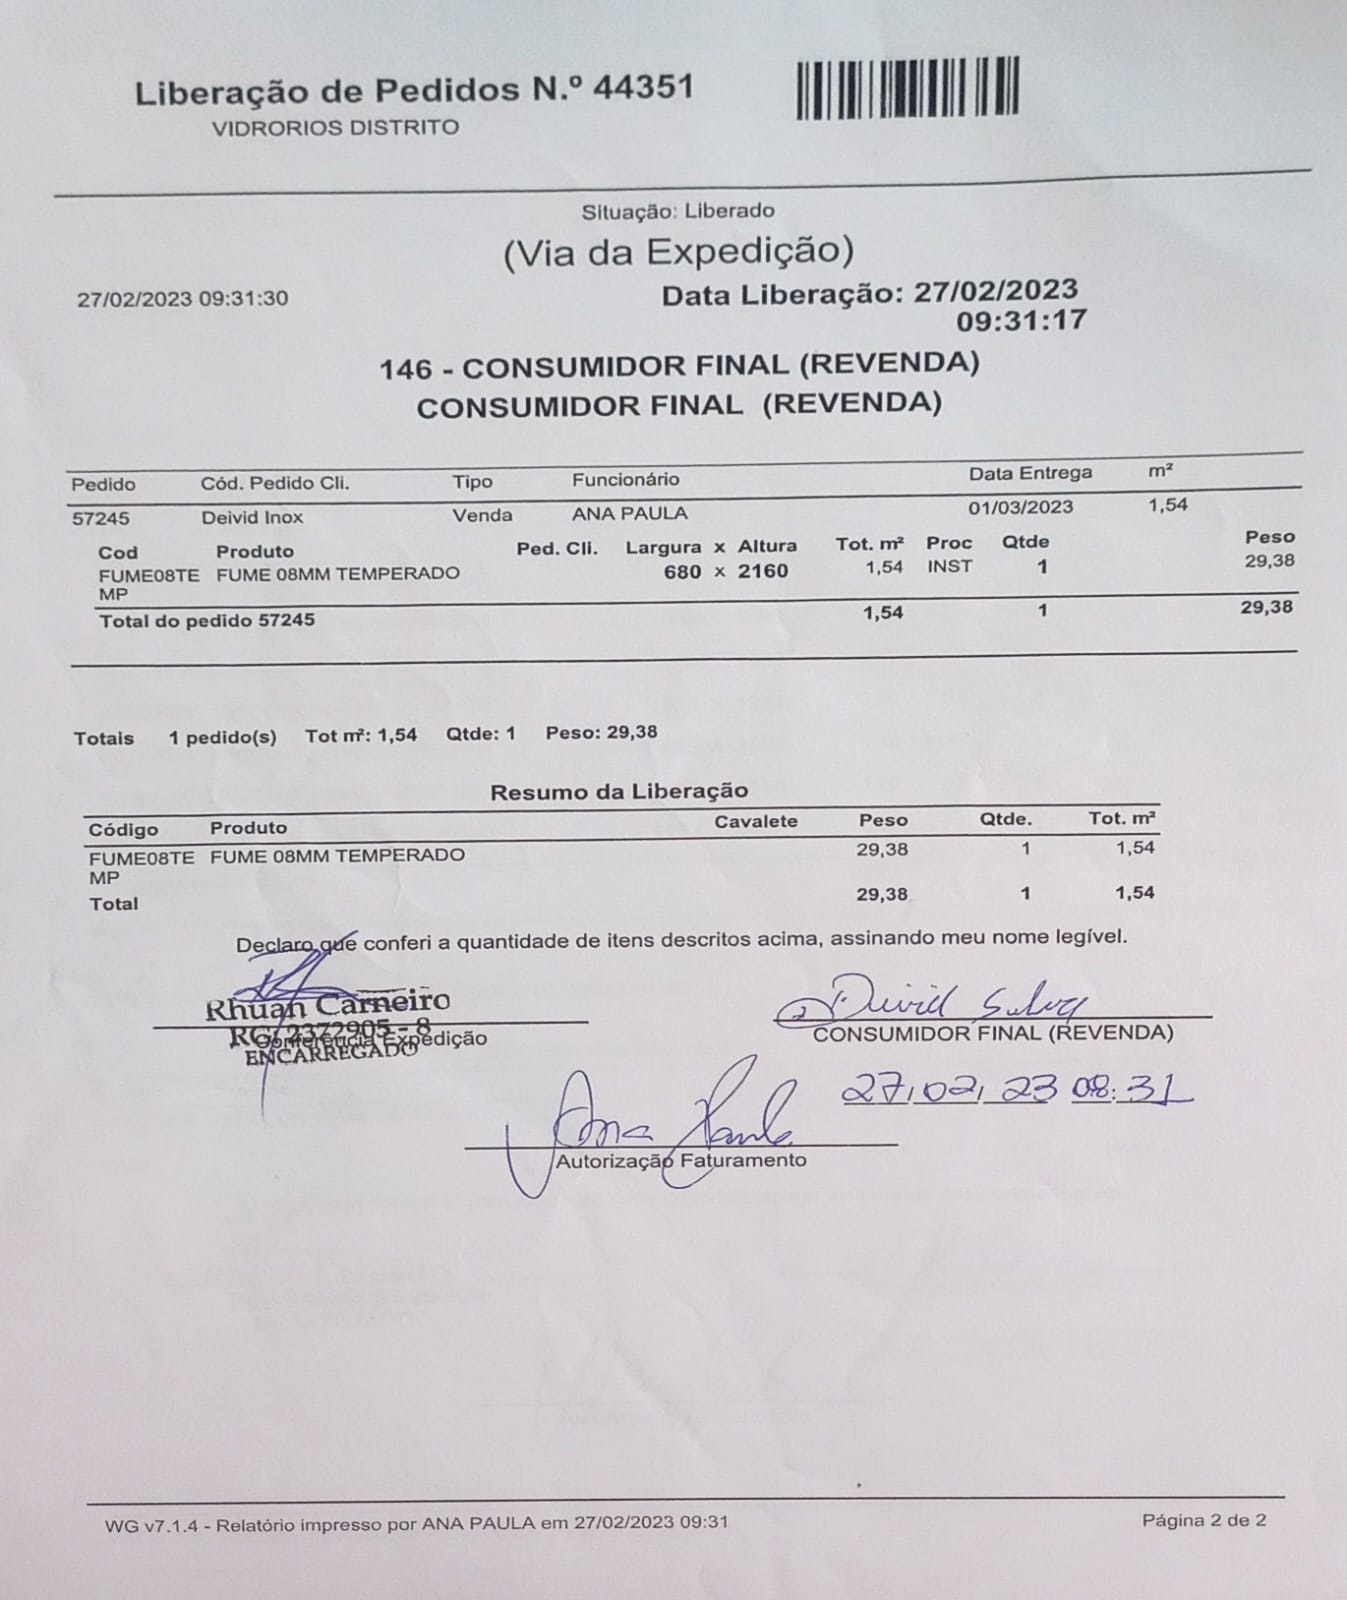 Liberação de Pedidos N.º 44351
VIDRORIOS DISTRITO
Situação: Liberado
(Via da Expedição)
27/02/2023 09:31:30
Data Liberação: 27/02/2023
09:31:17
146 - CONSUMIDOR FINAL (REVENDA)
CONSUMIDOR FINAL (REVENDA)
Pedido Cód. Pedido Cli. Tipo Funcionário Data Entrega m²
57245 Deivid Inox Venda ANA PAULA 01/03/2023 1,54
Cod Produto Ped. Cli. Largura x Altura Tot. m² Proc Qtde Peso
FUME08TE FUME 08MM TEMPERADO 680 x 2160 1,54 INST 1 29,38
MP
Total do pedido 57245 1,54 1 29,38
Totais 1 pedido(s) Tot m²: 1,54 Qtde: 1 Peso: 29,38
Resumo da Liberação
Código Produto Cavalete Peso Qtde. Tot. m²
FUME08TE FUME 08MM TEMPERADO 29,38 1 1,54
MP
Total 29,38 1 1,54
Declaro que conferi a quantidade de itens descritos acima, assinando meu nome legível.
Rhuan Carneiro
RG: 2372905-8
Conferência Expedição
ENCARREGADO
CONSUMIDOR FINAL (REVENDA)
27/02/23 08:31
Ana Paula
Autorização Faturamento
WG v7.1.4 - Relatório impresso por ANA PAULA em 27/02/2023 09:31
Página 2 de 2